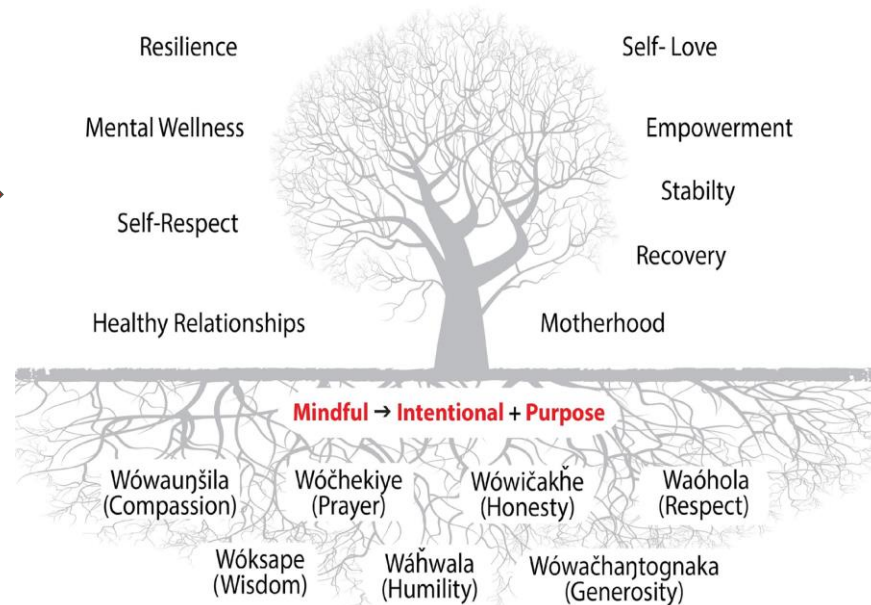 Resilience
Self- Love
Mental Wellness
Empowerment
Stabilty
Self-Respect
Recovery
Healthy Relationships
Motherhood
Mindful → Intentional + Purpose
Wówauŋšila
(Compassion)
Wóčhekiye
(Prayer)
Wówičakȟe
(Honesty)
Waóhola
(Respect)
Wóksape
(Wisdom)
Wáȟwala
(Humility)
Wówačhaŋtognaka
(Generosity)